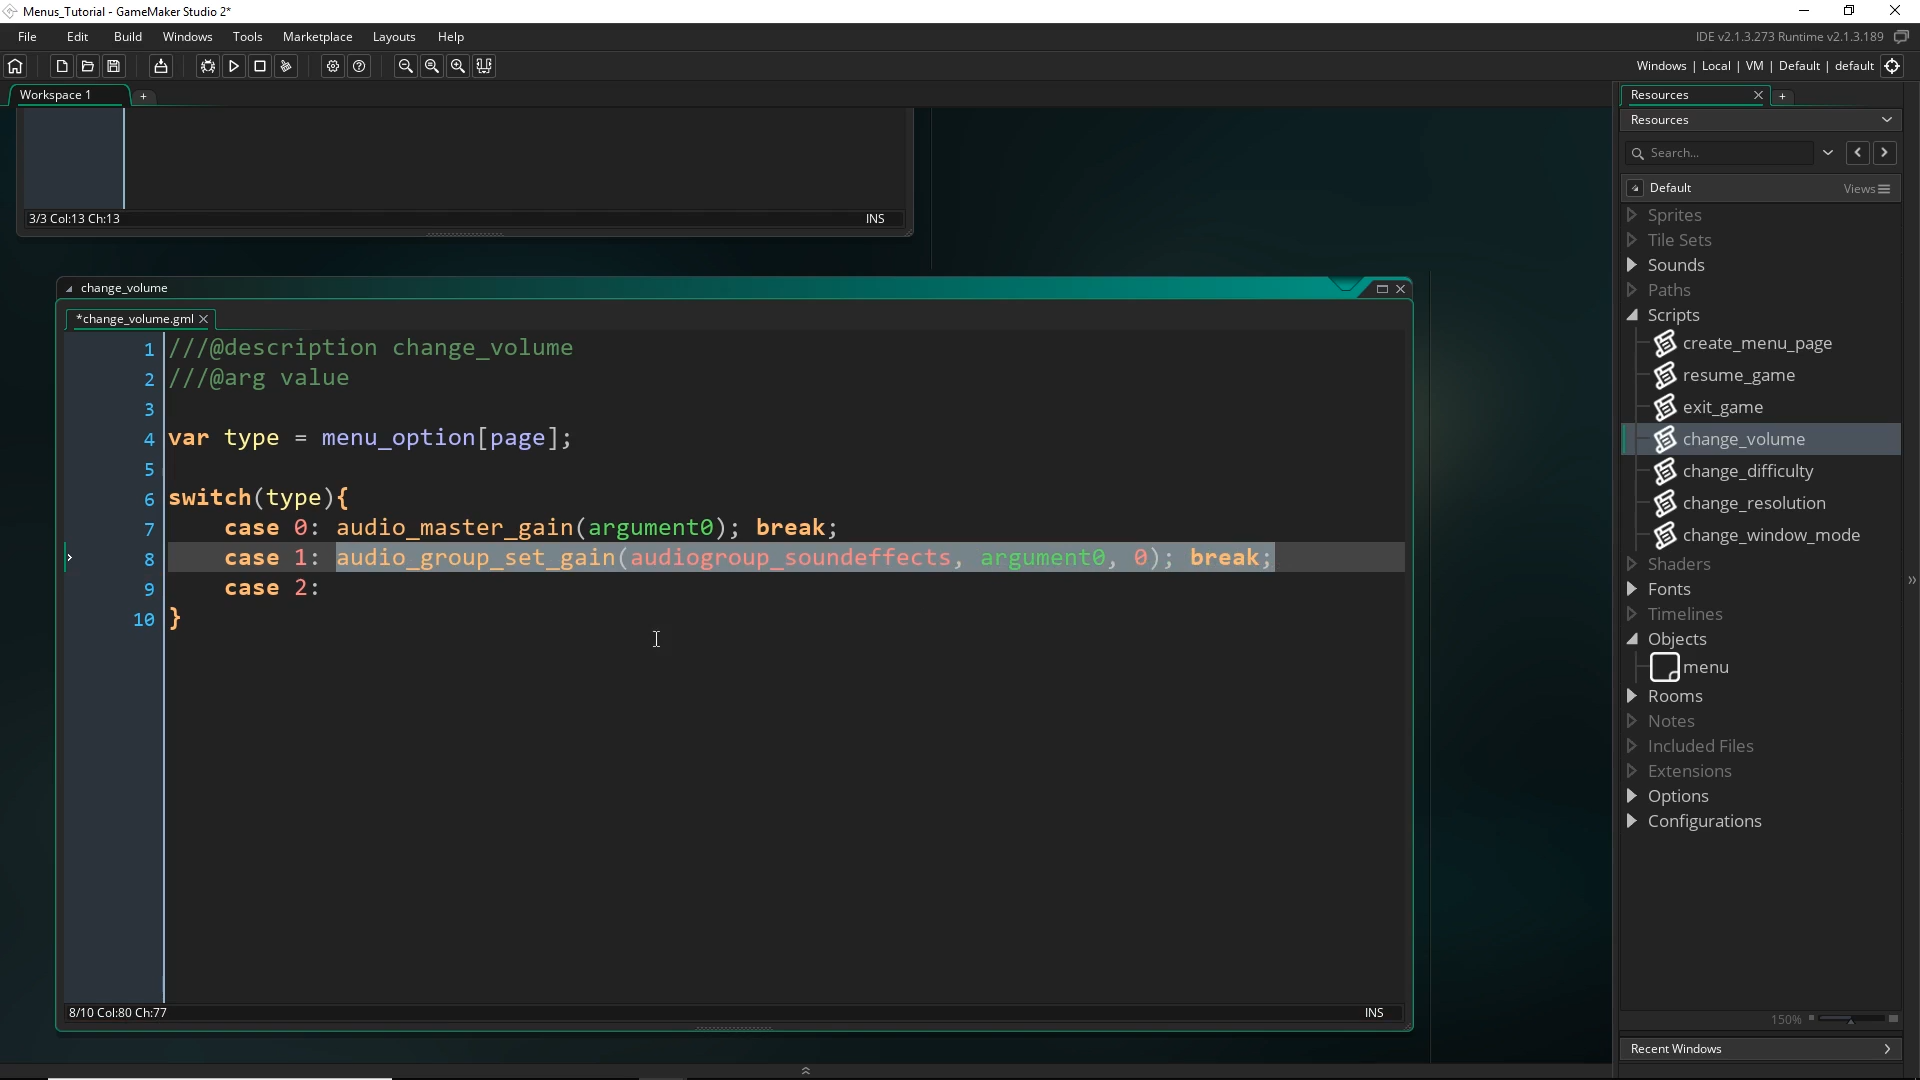 Menus_Tutorial - GameMaker Studio 2*
File Edit Build Windows Tools Marketplace Layouts Help
IDE v2.1.3.273 Runtime v2.1.3.189
Windows | Local | VM | Default | default
Workspace 1
+
3/3 Col:13 Ch:13
INS
change_volume
*change_volume.gml
1 ///@description change_volume
2 ///@arg value
3
4 var type = menu_option[page];
5
6 switch(type){
7 case 0: audio_master_gain(argument0); break;
8 case 1: audio_group_set_gain(audiogroup_soundeffects, argument0, 0); break;
9 case 2:
10 }
8/10 Col:80 Ch:77
INS
Resources
+
Resources
Search...
Default
Views
Sprites
Tile Sets
Sounds
Paths
Scripts
create_menu_page
resume_game
exit_game
change_volume
change_difficulty
change_resolution
change_window_mode
Shaders
Fonts
Timelines
Objects
menu
Rooms
Notes
Included Files
Extensions
Options
Configurations
150%
Recent Windows